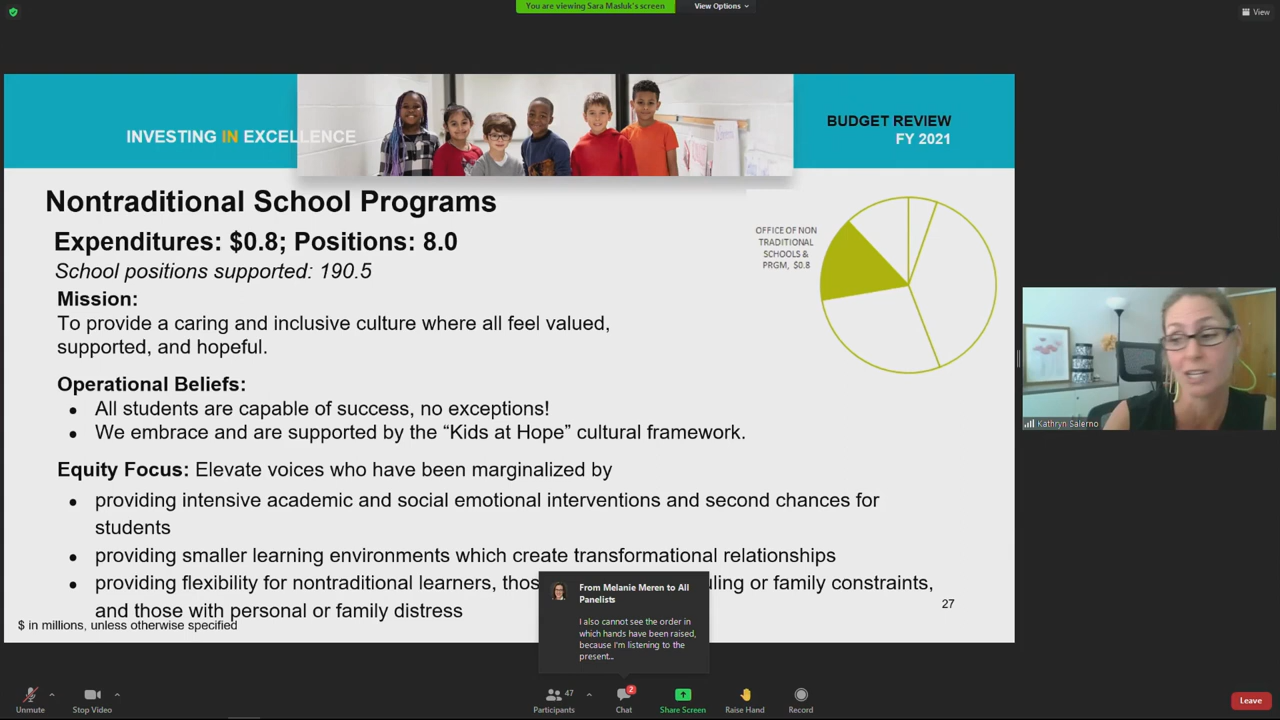 You are viewing Sara Masluk's screen
View Options
View
INVESTING IN EXCELLENCE
BUDGET REVIEW
FY 2021
Nontraditional School Programs
Expenditures: $0.8; Positions: 8.0
School positions supported: 190.5
Mission:
To provide a caring and inclusive culture where all feel valued,
supported, and hopeful.
Operational Beliefs:
• All students are capable of success, no exceptions!
• We embrace and are supported by the “Kids at Hope” cultural framework.
Equity Focus: Elevate voices who have been marginalized by
• providing intensive academic and social emotional interventions and second chances for
students
• providing smaller learning environments which create transformational relationships
• providing flexibility for nontraditional learners, or family constraints,
and those with personal or family distress
$ in millions, unless otherwise specified
27
OFFICE OF NON
TRADITIONAL
SCHOOLS &
PRGM, $0.8
Kathryn Salerno
From Melanie Meren to All
Panelists
I also cannot see the order in
which hands have been raised,
because I'm listening to the
present...
Unmute
Stop Video
47
Participants
2
Chat
Share Screen
Raise Hand
Record
Leave